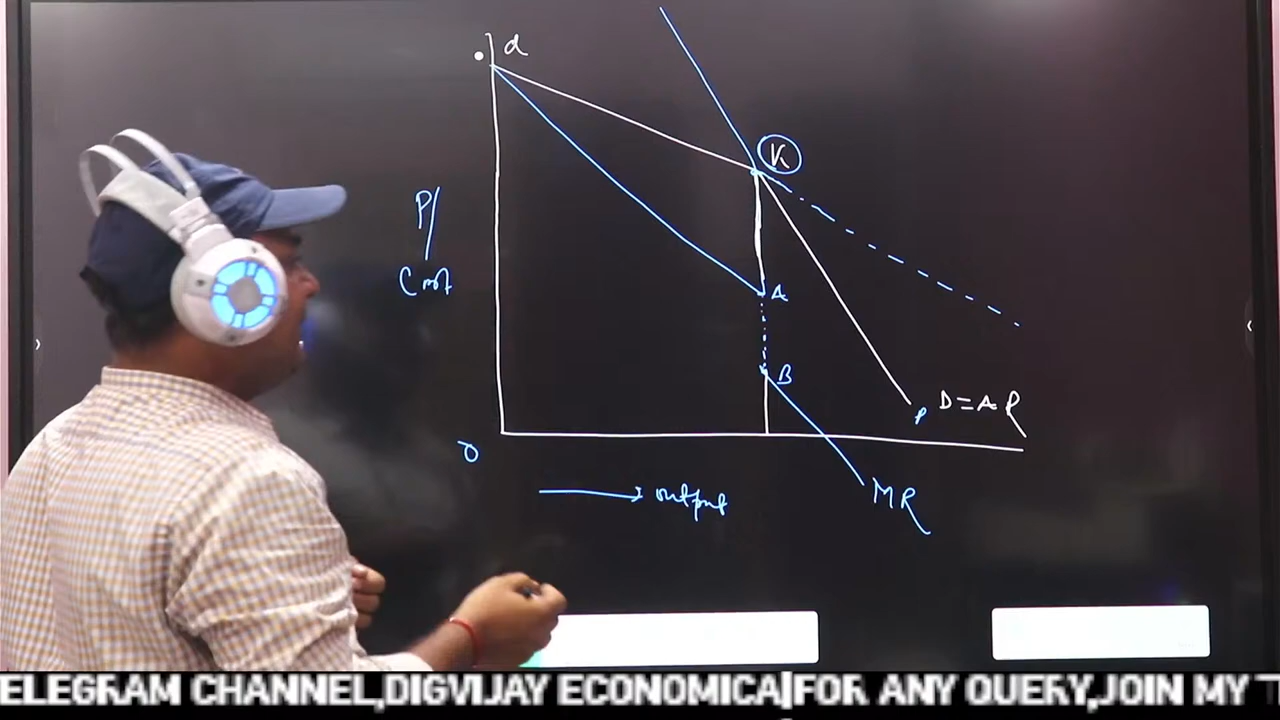 d
K
P/
Cost
A
B
P
D=AR
O
output
MR
ELEGRAM CHANNEL,DIGVIJAY ECONOMICA|FOR ANY QUERY,JOIN MY T